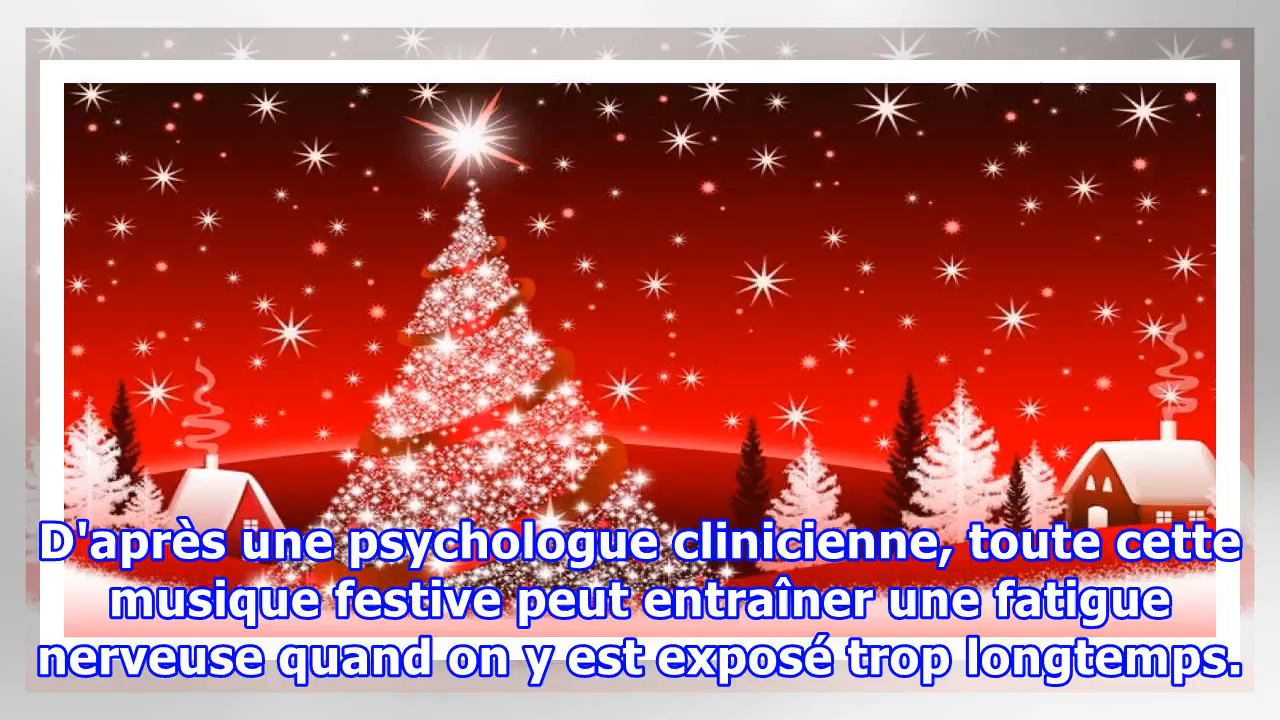 D'après une psychologue clinicienne, toute cette
musique festive peut entraîner une fatigue
nerveuse quand on y est exposé trop longtemps.